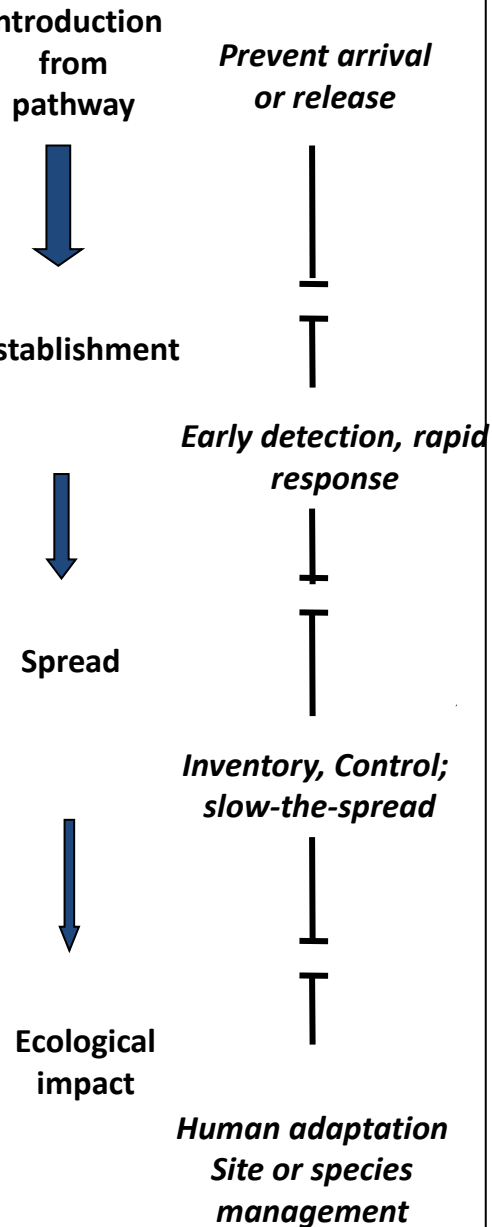 ntroduction
from
pathway
Prevent arrival
or release
stablishment
Early detection, rapid
response
Spread
Inventory, Control;
slow-the-spread
Ecological
impact
Human adaptation
Site or species
management